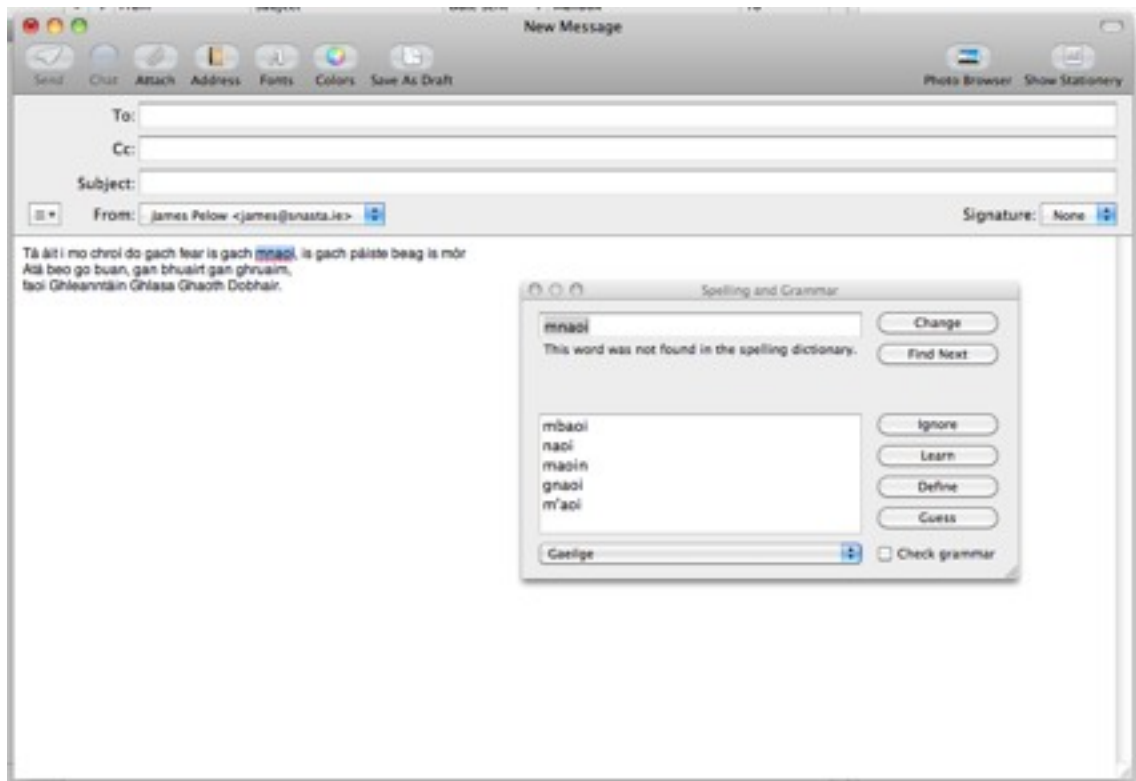 New Message
Send Chat Attach Address Fonts Colors Save As Draft Photo Browser Show Stationery
To:
Cc:
Subject:
From: James Pelow <james@snasta.ie> Signature: None
Tá áit i mo chroí do gach fear is gach mnaoi, is gach páiste beag is mór
Atá beo go buan, gan bhuairt gan ghruaim,
faoi Ghleanntáin Ghlasa Ghaoth Dobhair.
Spelling and Grammar
mnaoi
Change
This word was not found in the spelling dictionary.
Find Next
mbaoi
Ignore
naoi
maoin
Learn
gnaoi
Define
m'aoi
Guess
Gaeilge
Check grammar